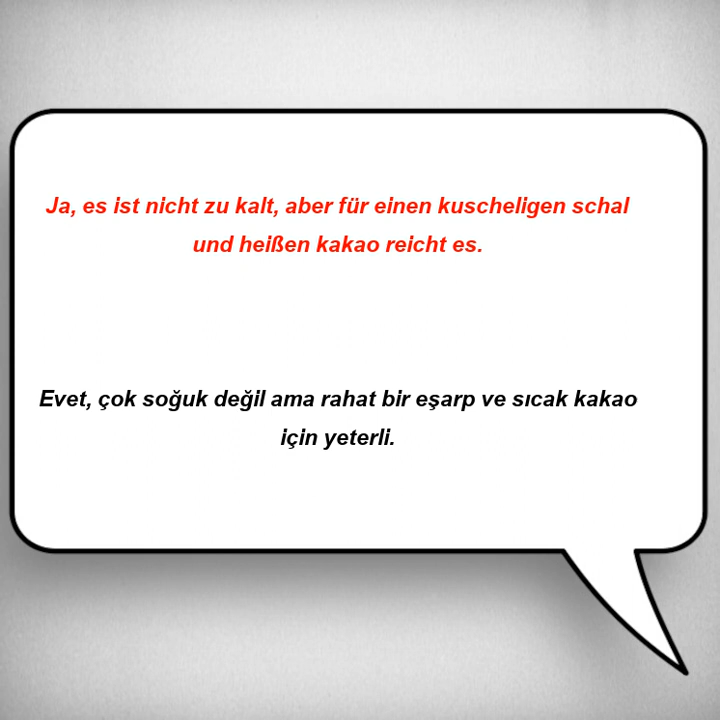 Ja, es ist nicht zu kalt, aber für einen kuscheligen schal
und heißen kakao reicht es.
Evet, çok soğuk değil ama rahat bir eşarp ve sıcak kakao
için yeterli.